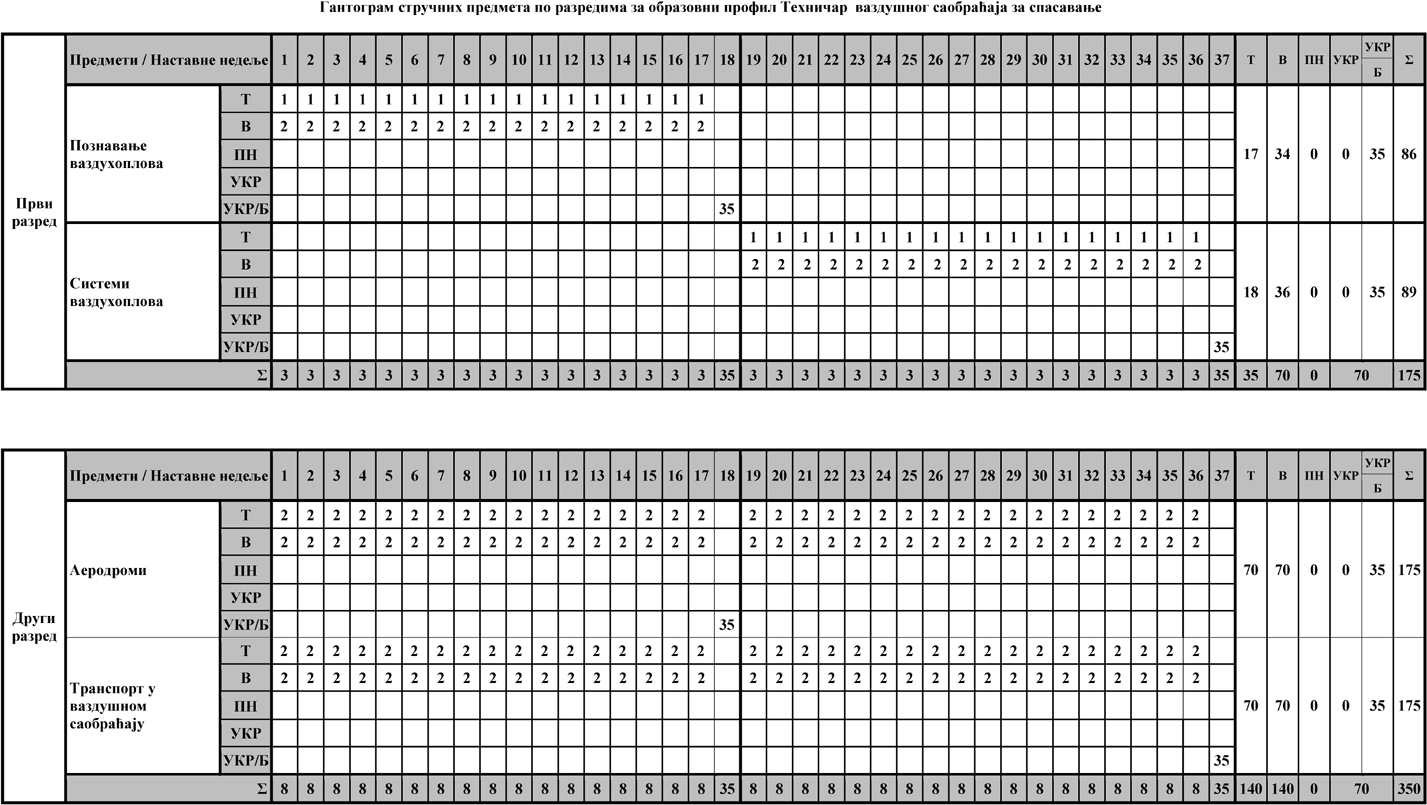 Гантограм стручних предмета по разредима за образовни профил Техничар ваздушног саобраћаја за спасавање
Предмети / Наставне недеље 1 2 3 4 5 6 7 8 9 10 11 12 13 14 15 16 17 18 19 20 21 22 23 24 25 26 27 28 29 30 31 32 33 34 35 36 37 Т В ПН УКР УКР Б Σ
Први разред
Познавање ваздухоплова
Т 1 1 1 1 1 1 1 1 1 1 1 1 1 1 1 1 1
В 2 2 2 2 2 2 2 2 2 2 2 2 2 2 2 2 2
ПН
УКР
УКР/Б 35
17 34 0 0 35 86
Системи ваздухоплова
Т 1 1 1 1 1 1 1 1 1 1 1 1 1 1 1 1 1 1
В 2 2 2 2 2 2 2 2 2 2 2 2 2 2 2 2 2 2
ПН
УКР
УКР/Б 35
18 36 0 0 35 89
Σ 3 3 3 3 3 3 3 3 3 3 3 3 3 3 3 3 3 35 3 3 3 3 3 3 3 3 3 3 3 3 3 3 3 3 3 3 35 35 70 0 70 175
Предмети / Наставне недеље 1 2 3 4 5 6 7 8 9 10 11 12 13 14 15 16 17 18 19 20 21 22 23 24 25 26 27 28 29 30 31 32 33 34 35 36 37 Т В ПН УКР УКР Б Σ
Други разред
Аеродроми
Т 2 2 2 2 2 2 2 2 2 2 2 2 2 2 2 2 2 2 2 2 2 2 2 2 2 2 2 2 2 2 2 2 2 2 2
В 2 2 2 2 2 2 2 2 2 2 2 2 2 2 2 2 2 2 2 2 2 2 2 2 2 2 2 2 2 2 2 2 2 2 2
ПН
УКР
УКР/Б 35
70 70 0 0 35 175
Транспорт у ваздушном саобраћају
Т 2 2 2 2 2 2 2 2 2 2 2 2 2 2 2 2 2 2 2 2 2 2 2 2 2 2 2 2 2 2 2 2 2 2 2
В 2 2 2 2 2 2 2 2 2 2 2 2 2 2 2 2 2 2 2 2 2 2 2 2 2 2 2 2 2 2 2 2 2 2 2
ПН
УКР
УКР/Б 35
70 70 0 0 35 175
Σ 8 8 8 8 8 8 8 8 8 8 8 8 8 8 8 8 8 35 8 8 8 8 8 8 8 8 8 8 8 8 8 8 8 8 8 8 35 140 140 0 70 350